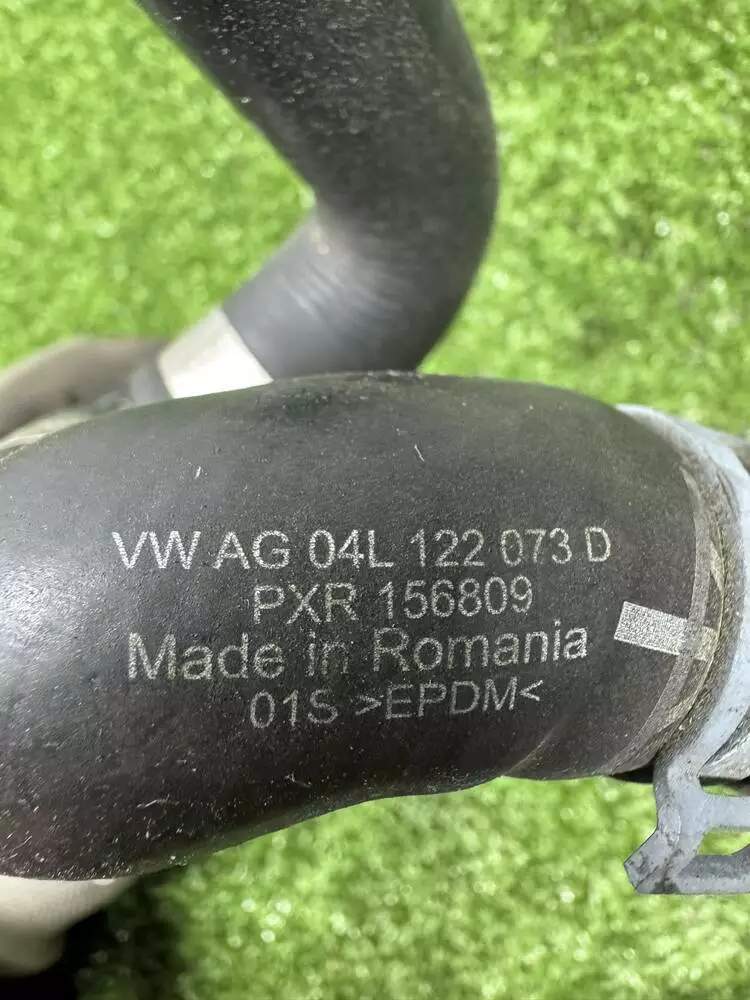 VW AG 04L 122 073 D
PXR 156809
Made in Romania
01S >EPDM<